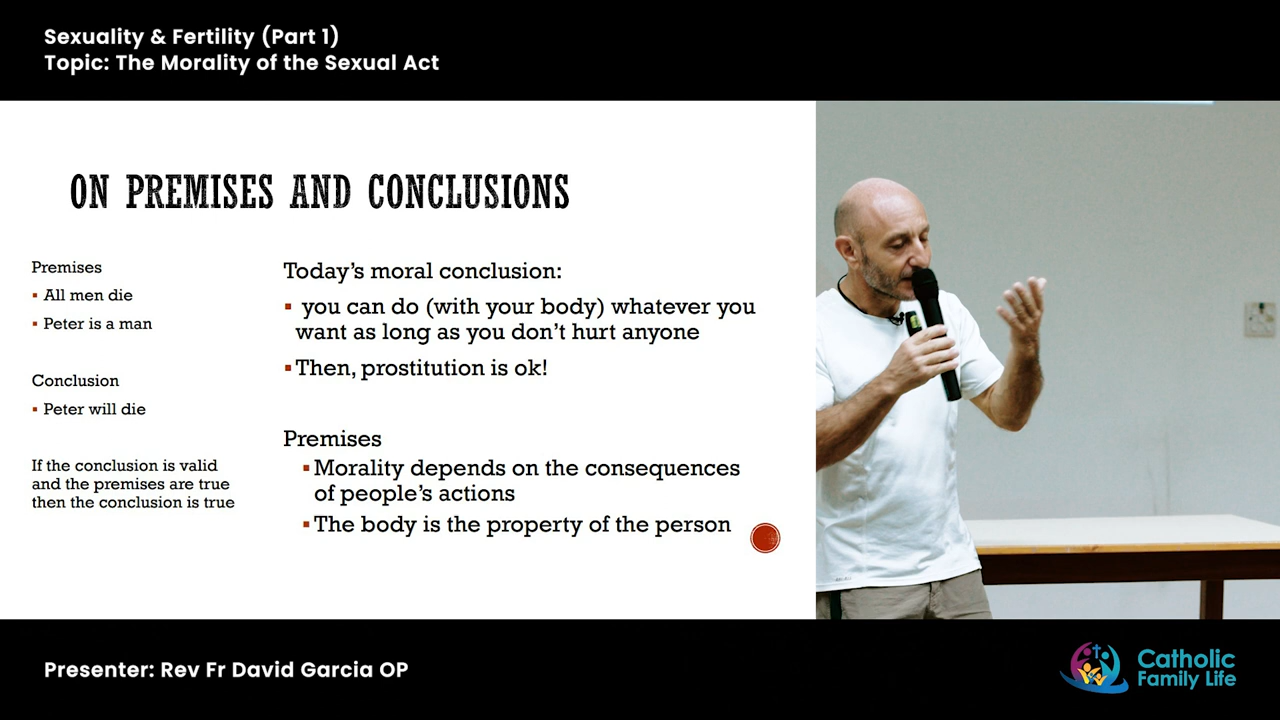 Sexuality & Fertility (Part 1)
Topic: The Morality of the Sexual Act
ON PREMISES AND CONCLUSIONS
Premises
▪ All men die
▪ Peter is a man
Conclusion
▪ Peter will die
If the conclusion is valid
and the premises are true
then the conclusion is true
Today's moral conclusion:
▪ you can do (with your body) whatever you
want as long as you don't hurt anyone
▪ Then, prostitution is ok!
Premises
▪ Morality depends on the consequences
of people's actions
▪ The body is the property of the person
Presenter: Rev Fr David Garcia OP
Catholic
Family Life